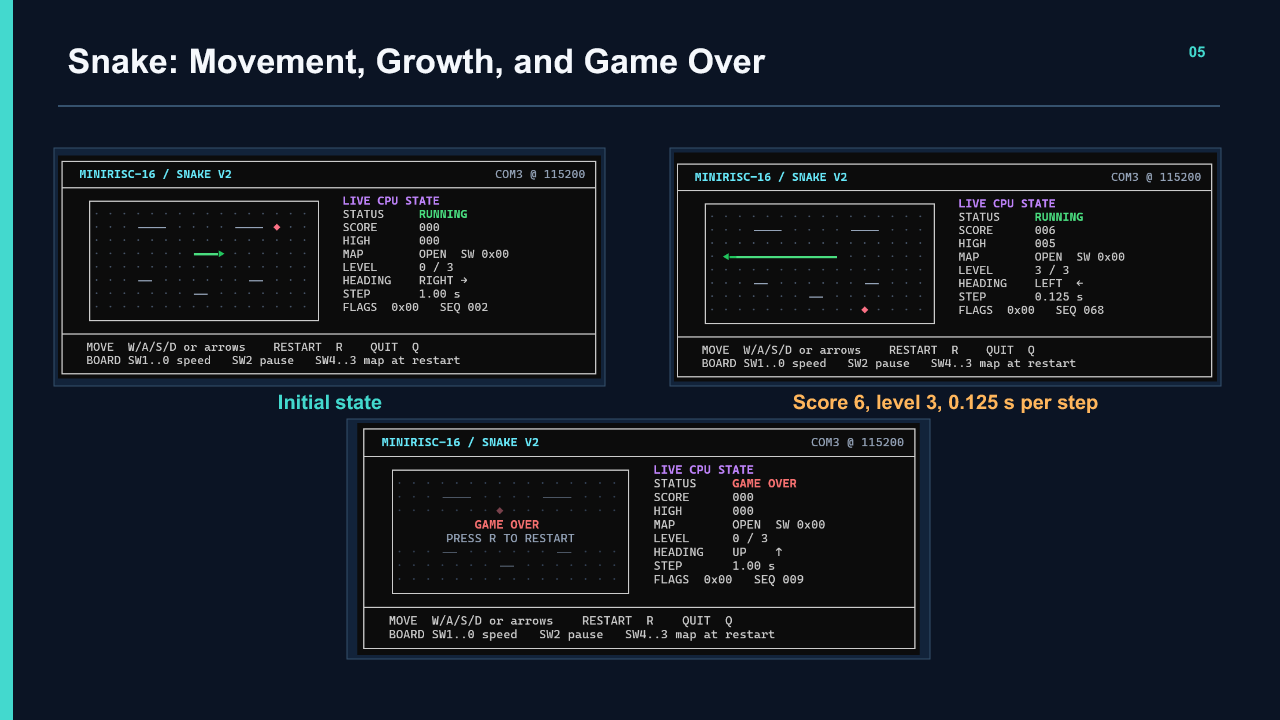 Snake: Movement, Growth, and Game Over
05
MINIRISC-16 / SNAKE V2
COM3 @ 115200
LIVE CPU STATE
STATUS RUNNING
SCORE 000
HIGH 000
MAP OPEN SW 0x00
LEVEL 0 / 3
HEADING RIGHT →
STEP 1.00 s
FLAGS 0x00 SEQ 002
MOVE W/A/S/D or arrows RESTART R QUIT Q
BOARD SW1..0 speed SW2 pause SW4..3 map at restart
Initial state
MINIRISC-16 / SNAKE V2
COM3 @ 115200
LIVE CPU STATE
STATUS RUNNING
SCORE 006
HIGH 005
MAP OPEN SW 0x00
LEVEL 3 / 3
HEADING LEFT ←
STEP 0.125 s
FLAGS 0x00 SEQ 068
MOVE W/A/S/D or arrows RESTART R QUIT Q
BOARD SW1..0 speed SW2 pause SW4..3 map at restart
Score 6, level 3, 0.125 s per step
MINIRISC-16 / SNAKE V2
COM3 @ 115200
GAME OVER
PRESS R TO RESTART
LIVE CPU STATE
STATUS GAME OVER
SCORE 000
HIGH 000
MAP OPEN SW 0x00
LEVEL 0 / 3
HEADING UP ↑
STEP 1.00 s
FLAGS 0x00 SEQ 009
MOVE W/A/S/D or arrows RESTART R QUIT Q
BOARD SW1..0 speed SW2 pause SW4..3 map at restart